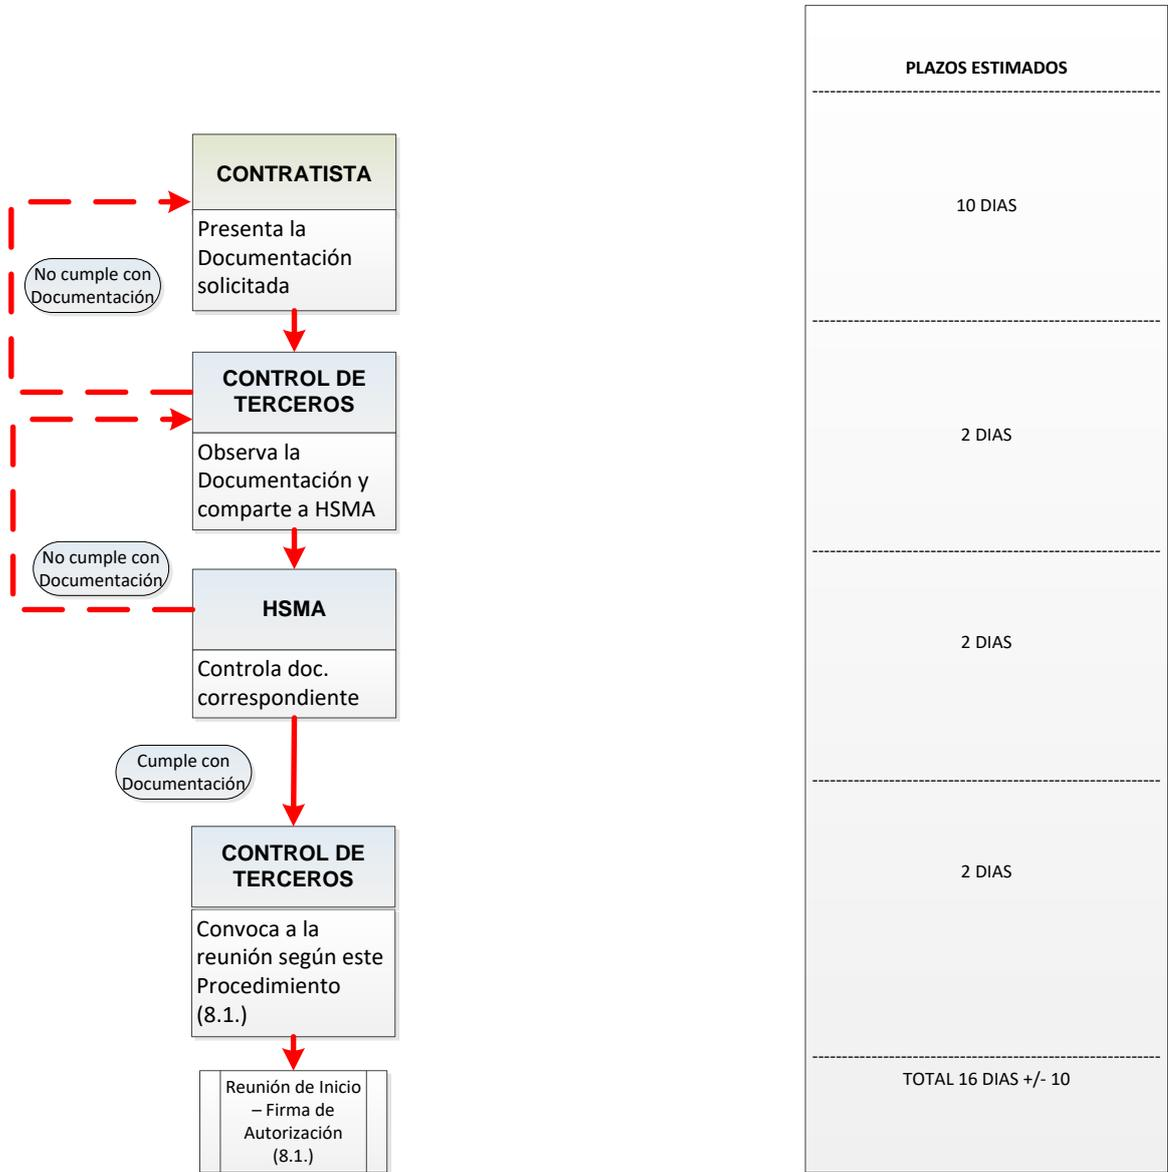 PLAZOS ESTIMADOS
CONTRATISTA
Presenta la
Documentación
solicitada
10 DIAS
No cumple con
Documentación
CONTROL DE
TERCEROS
Observa la
Documentación y
comparte a HSMA
2 DIAS
No cumple con
Documentación
HSMA
Controla doc.
correspondiente
2 DIAS
Cumple con
Documentación
CONTROL DE
TERCEROS
Convoca a la
reunión según este
Procedimiento
(8.1.)
2 DIAS
Reunión de Inicio
– Firma de
Autorización
(8.1.)
TOTAL 16 DIAS +/- 10